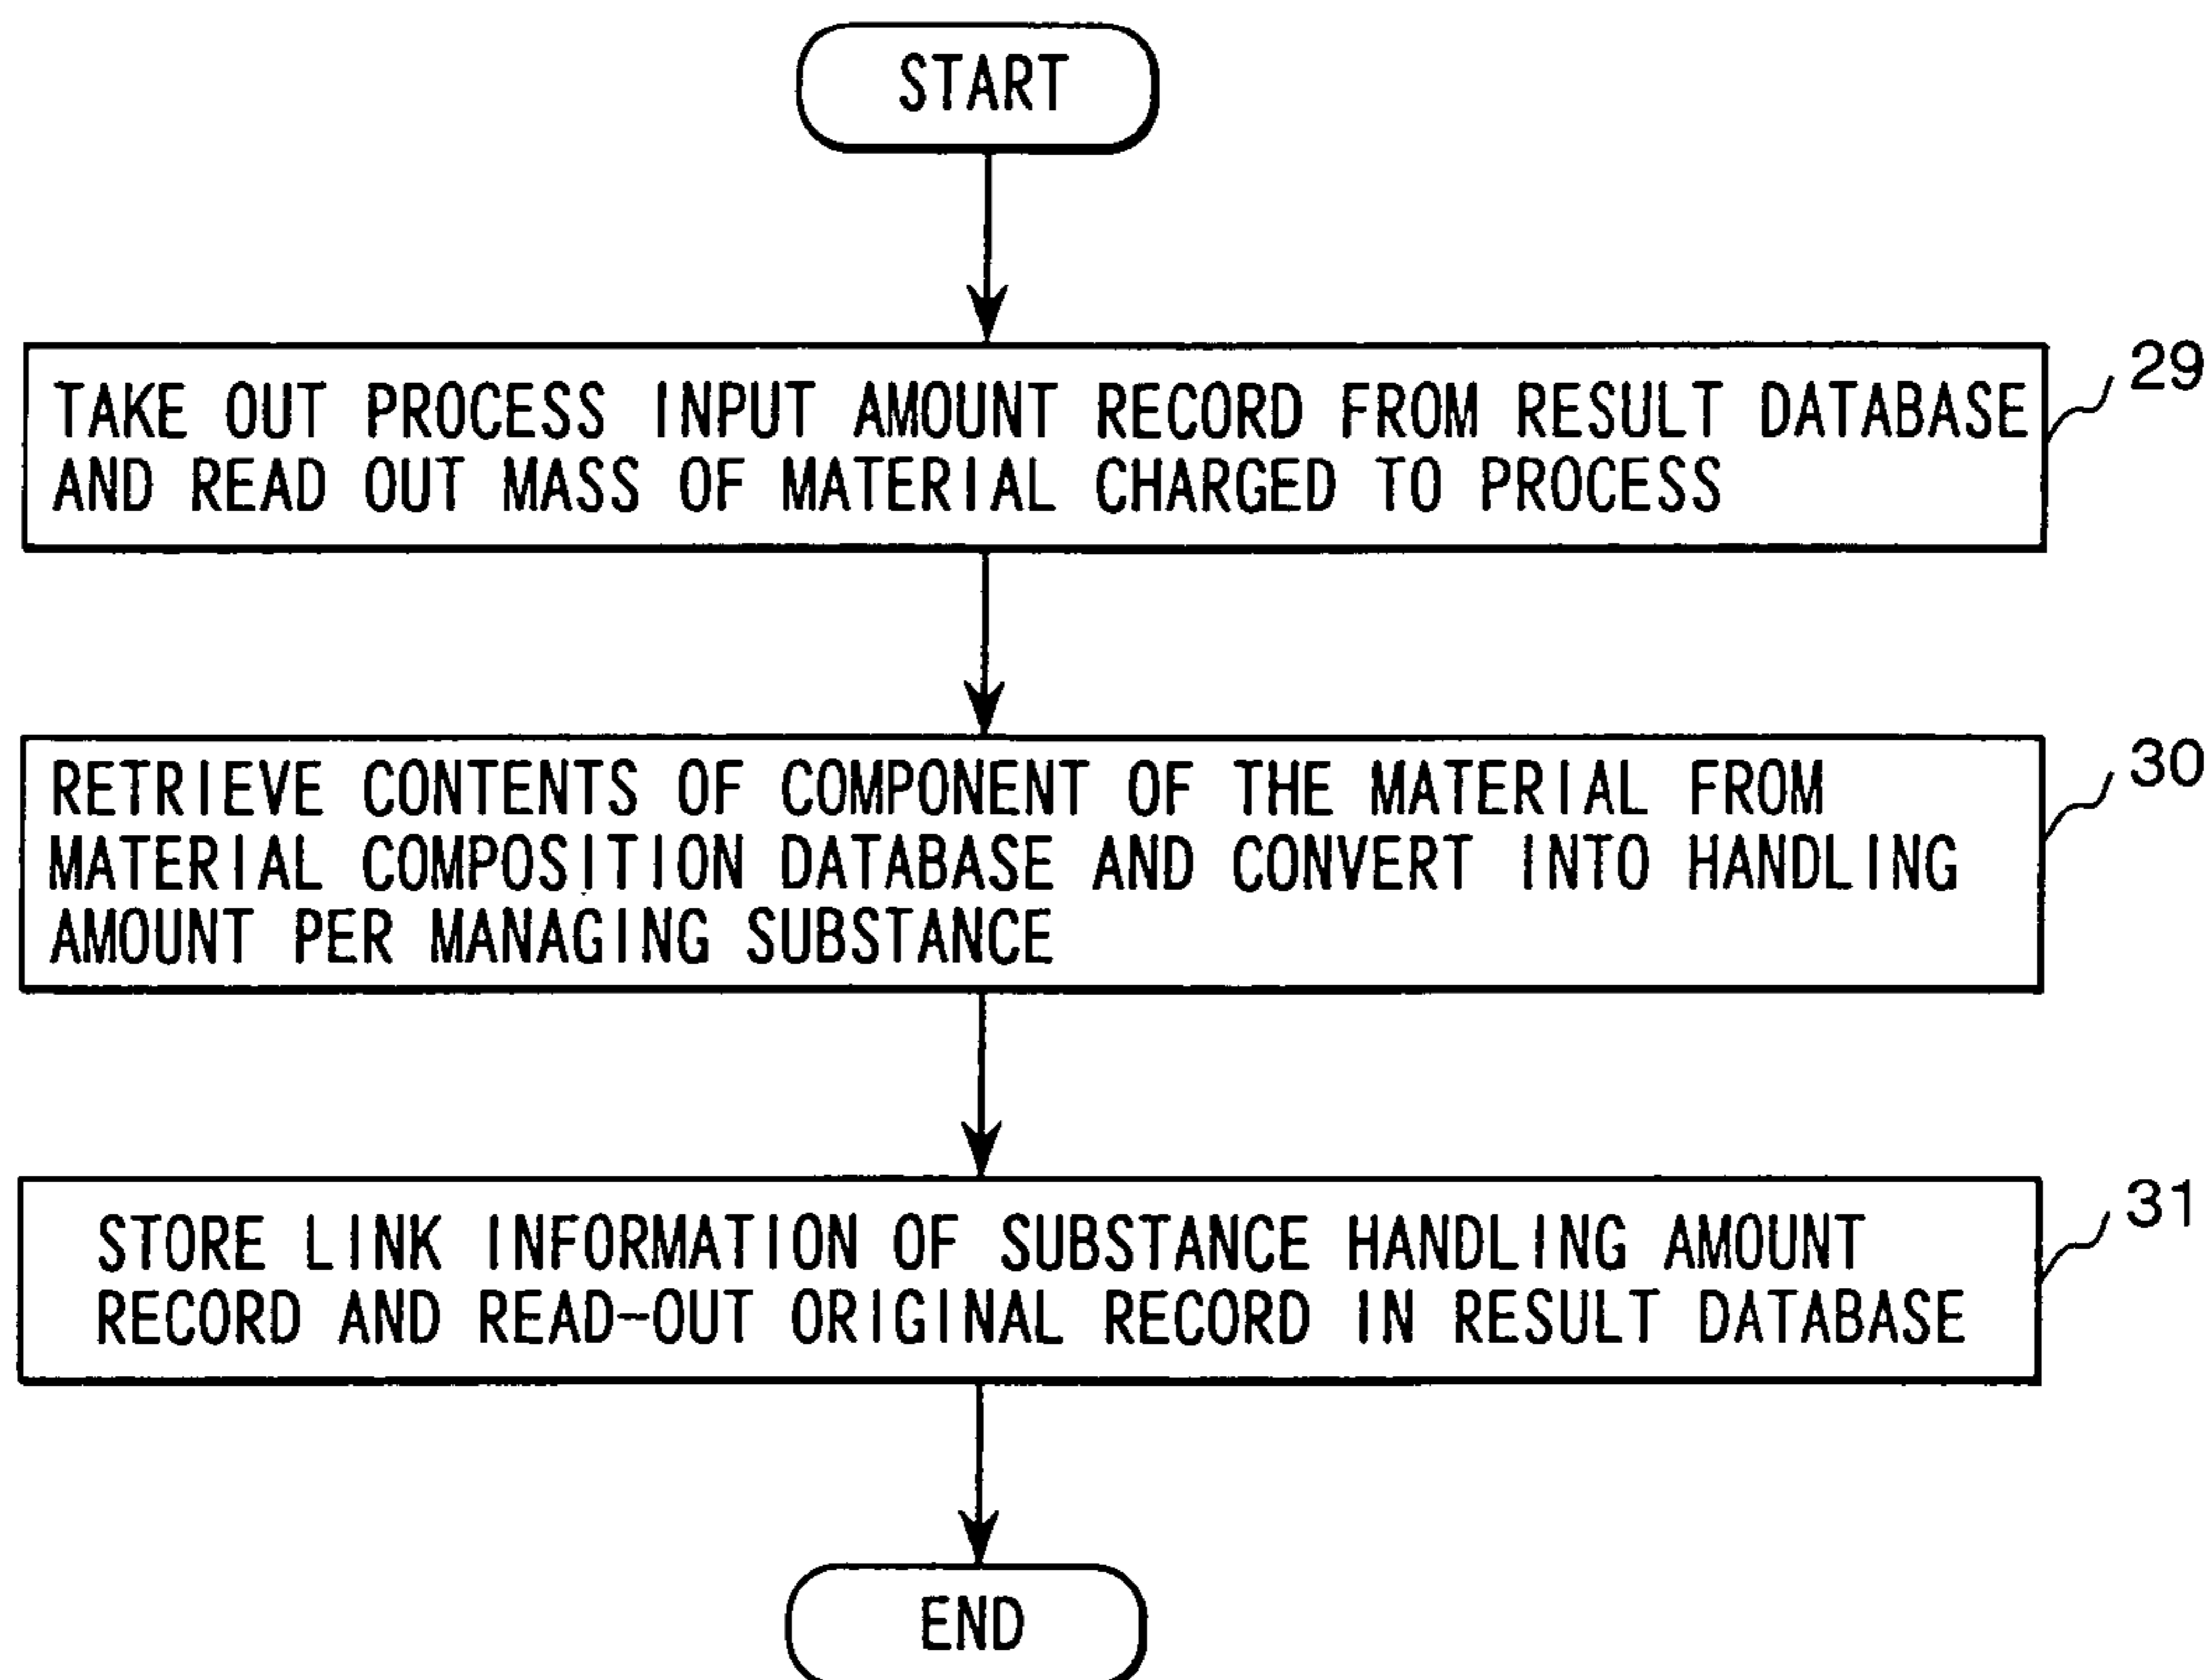 START
TAKE OUT PROCESS INPUT AMOUNT RECORD FROM RESULT DATABASE
AND READ OUT MASS OF MATERIAL CHARGED TO PROCESS
29
RETRIEVE CONTENTS OF COMPONENT OF THE MATERIAL FROM
MATERIAL COMPOSITION DATABASE AND CONVERT INTO HANDLING
AMOUNT PER MANAGING SUBSTANCE
30
STORE LINK INFORMATION OF SUBSTANCE HANDLING AMOUNT
RECORD AND READ-OUT ORIGINAL RECORD IN RESULT DATABASE
31
END